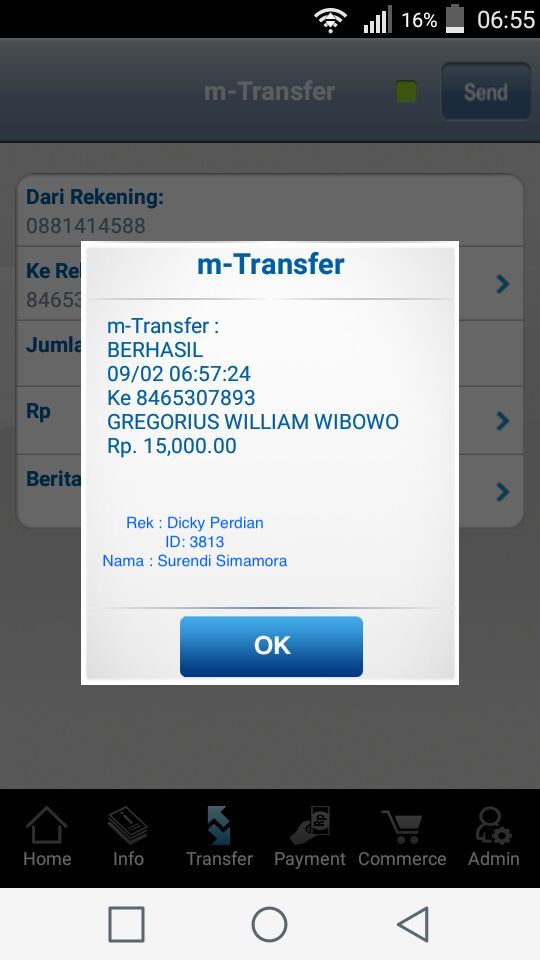 16%
06:55
m-Transfer
Send
Dari Rekening:
0881414588
Ke Re
8465
Jumla
Rp
Berita
m-Transfer
m-Transfer :
BERHASIL
09/02 06:57:24
Ke 8465307893
GREGORIUS WILLIAM WIBOWO
Rp. 15,000.00
Rek : Dicky Perdian
ID: 3813
Nama : Surendi Simamora
OK
Home
Info
Transfer
Payment
Commerce
Admin